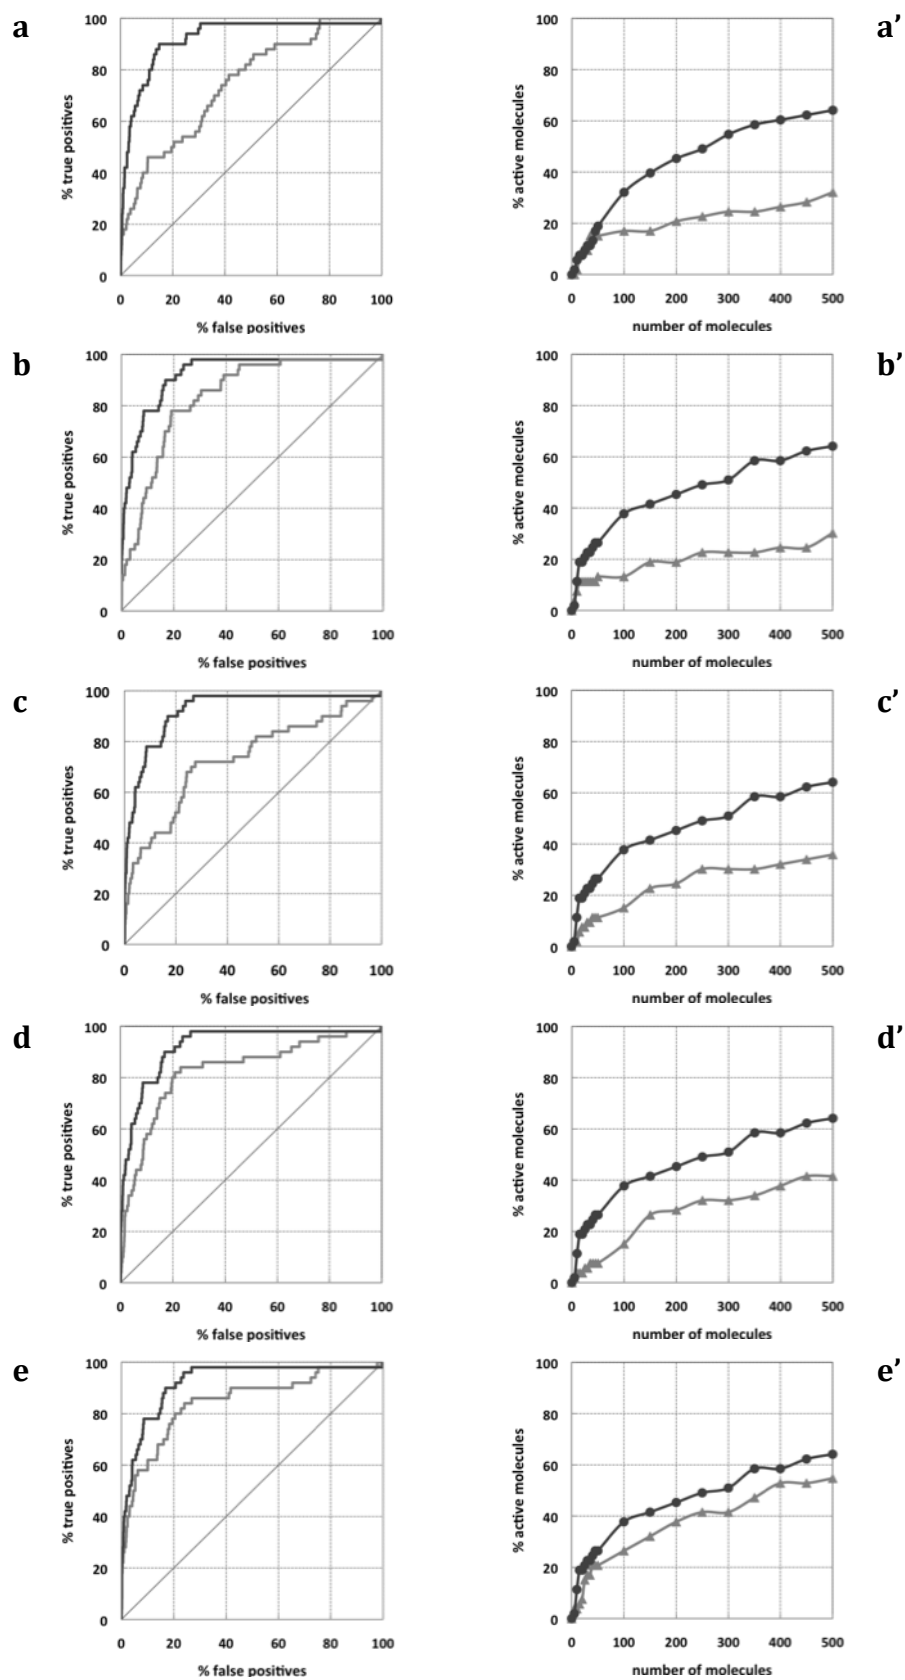 a
100
80
60
40
20
0
% true positives
0 20 40 60 80 100
% false positives
a’
100
80
60
40
20
0
% active molecules
0 100 200 300 400 500
number of molecules
b
100
80
60
40
20
0
% true positives
0 20 40 60 80 100
% false positives
b’
100
80
60
40
20
0
% active molecules
0 100 200 300 400 500
number of molecules
c
100
80
60
40
20
0
% true positives
0 20 40 60 80 100
% false positives
c’
100
80
60
40
20
0
% active molecules
0 100 200 300 400 500
number of molecules
d
100
80
60
40
20
0
% true positives
0 20 40 60 80 100
% false positives
d’
100
80
60
40
20
0
% active molecules
0 100 200 300 400 500
number of molecules
e
100
80
60
40
20
0
% true positives
0 20 40 60 80 100
% false positives
e’
100
80
60
40
20
0
% active molecules
0 100 200 300 400 500
number of molecules